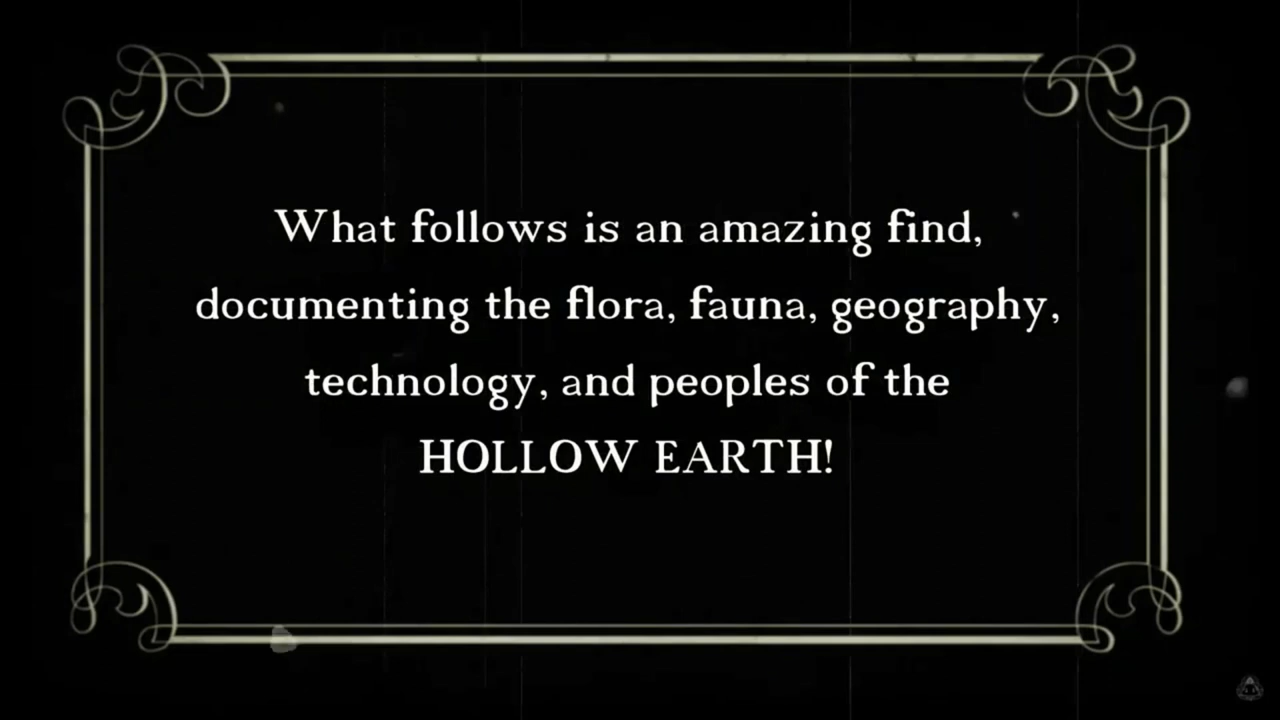 What follows is an amazing find,
documenting the flora, fauna, geography,
technology, and peoples of the
HOLLOW EARTH!